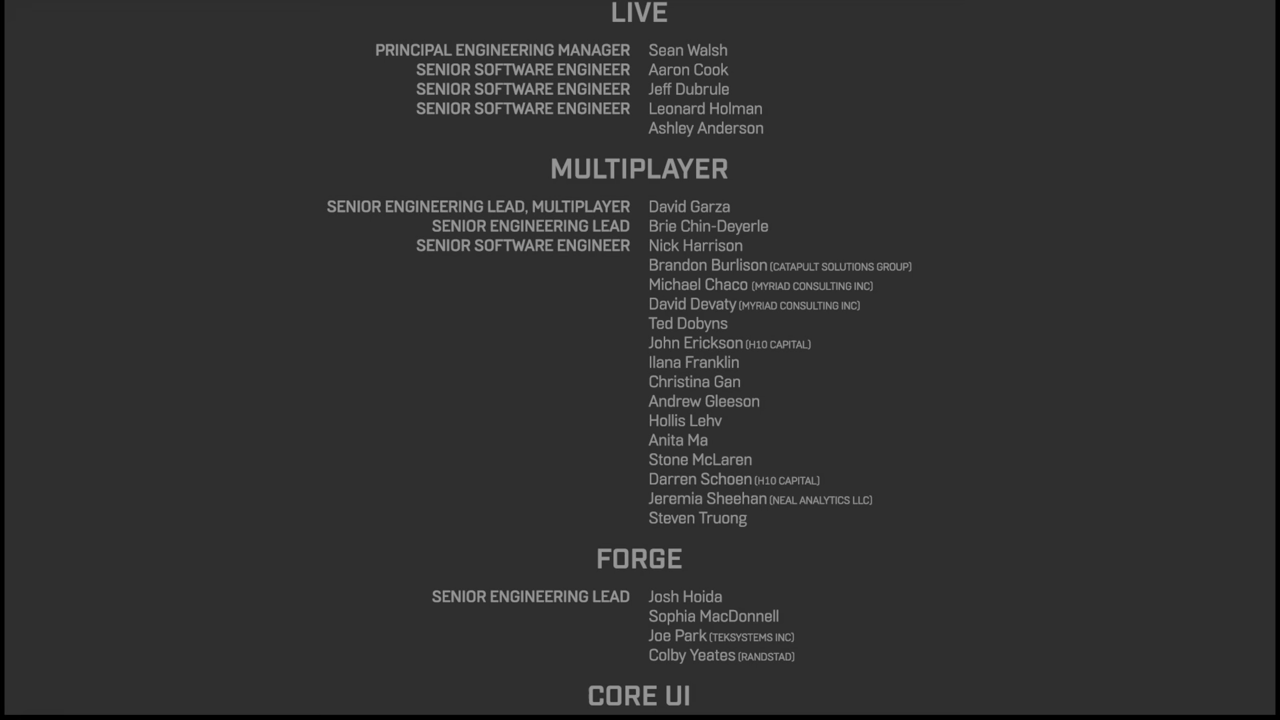 LIVE
PRINCIPAL ENGINEERING MANAGER Sean Walsh
SENIOR SOFTWARE ENGINEER Aaron Cook
SENIOR SOFTWARE ENGINEER Jeff Dubrule
SENIOR SOFTWARE ENGINEER Leonard Holman
Ashley Anderson
MULTIPLAYER
SENIOR ENGINEERING LEAD, MULTIPLAYER David Garza
SENIOR ENGINEERING LEAD Brie Chin-Deyerle
SENIOR SOFTWARE ENGINEER Nick Harrison
Brandon Burlison (CATAPULT SOLUTIONS GROUP)
Michael Chaco (MYRIAD CONSULTING INC)
David Devaty (MYRIAD CONSULTING INC)
Ted Dobyns
John Erickson (H10 CAPITAL)
Ilana Franklin
Christina Gan
Andrew Gleeson
Hollis Lehv
Anita Ma
Stone McLaren
Darren Schoen (H10 CAPITAL)
Jeremia Sheehan (NEAL ANALYTICS LLC)
Steven Truong
FORGE
SENIOR ENGINEERING LEAD Josh Hoida
Sophia MacDonnell
Joe Park (TEKSYSTEMS INC)
Colby Yeates (RANDSTAD)
CORE UI